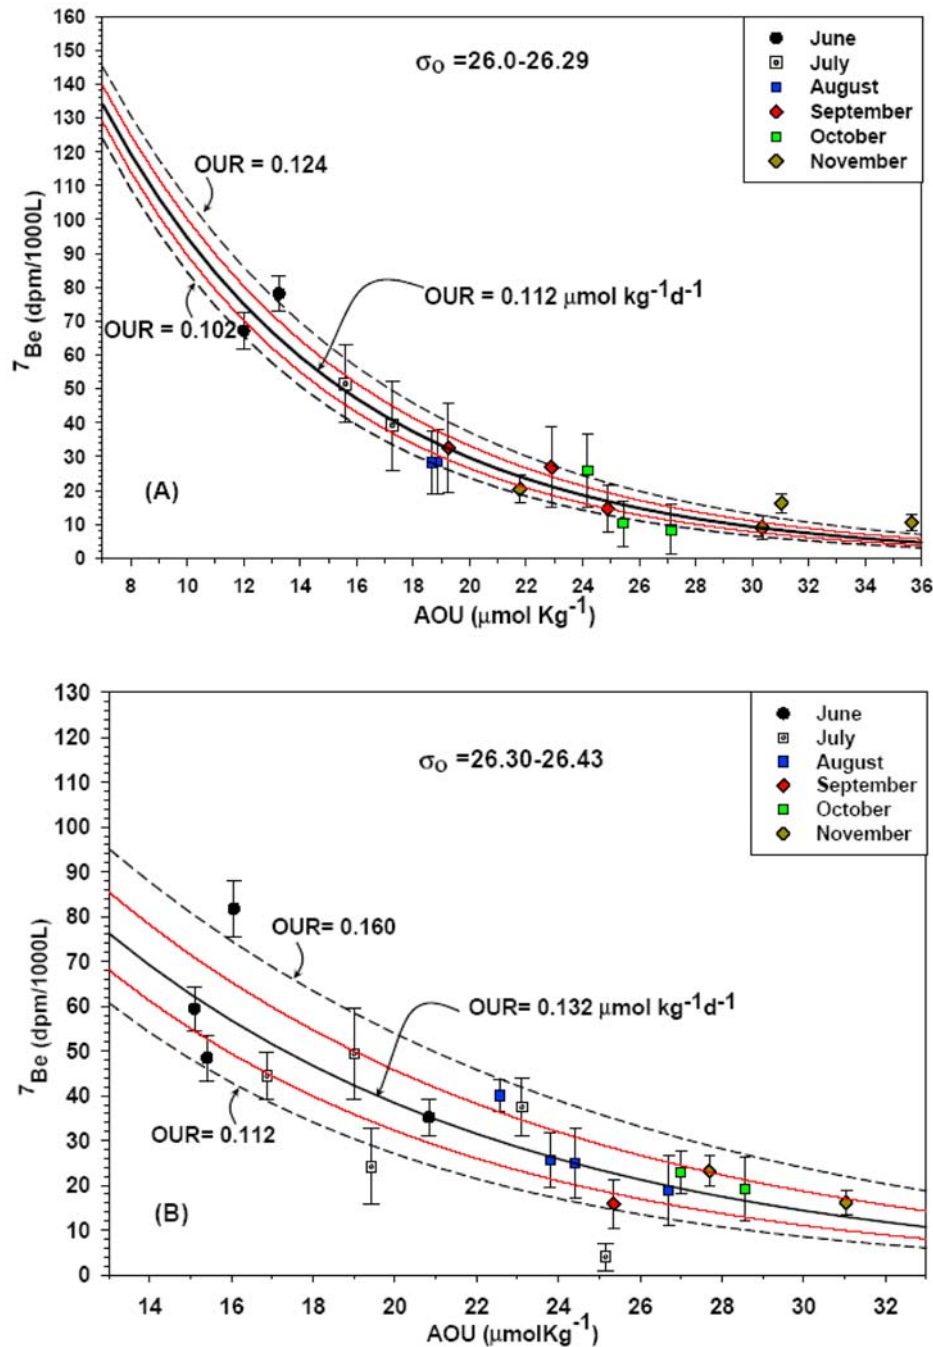 160
150
140
130
120
110
100
90
80
70
60
50
40
30
20
10
0
⁷Be (dpm/1000L)
σo =26.0-26.29
June
July
August
September
October
November
OUR = 0.124
OUR = 0.112 μmol kg⁻¹d⁻¹
OUR = 0.102
(A)
8 10 12 14 16 18 20 22 24 26 28 30 32 34 36
AOU (μmol Kg⁻¹)
130
120
110
100
90
80
70
60
50
40
30
20
10
0
⁷Be (dpm/1000L)
σo =26.30-26.43
June
July
August
September
October
November
OUR= 0.160
OUR= 0.132 μmol kg⁻¹d⁻¹
OUR= 0.112
(B)
14 16 18 20 22 24 26 28 30 32
AOU (μmolKg⁻¹)